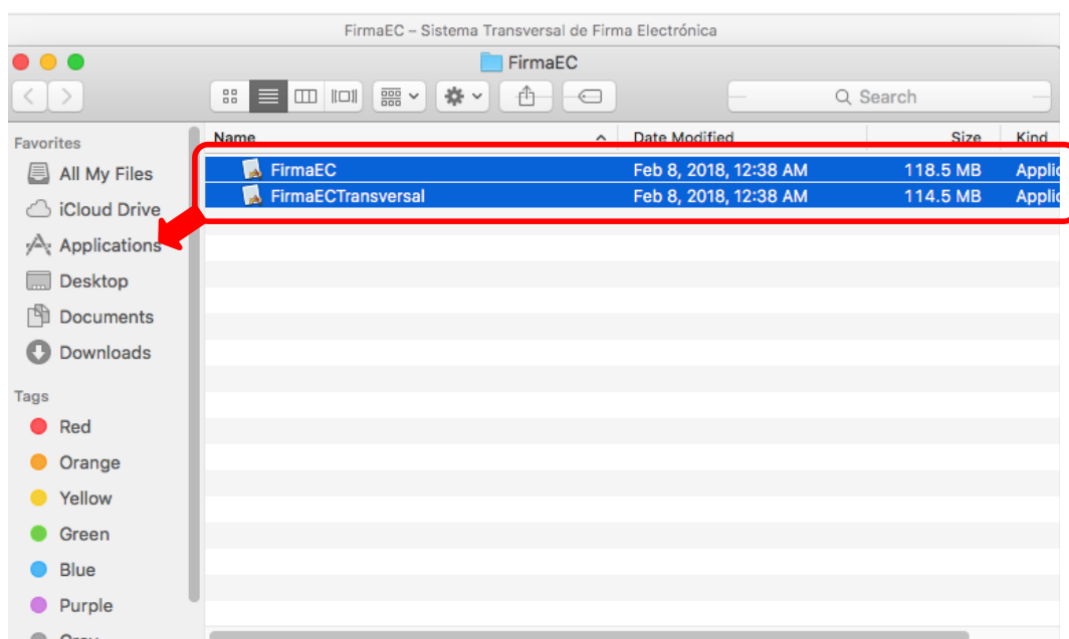 FirmaEC – Sistema Transversal de Firma Electrónica
FirmaEC
Search
Favorites
All My Files
iCloud Drive
Applications
Desktop
Documents
Downloads
Tags
Red
Orange
Yellow
Green
Blue
Purple
Name Date Modified Size Kind
FirmaEC Feb 8, 2018, 12:38 AM 118.5 MB Applic
FirmaECTransversal Feb 8, 2018, 12:38 AM 114.5 MB Applic